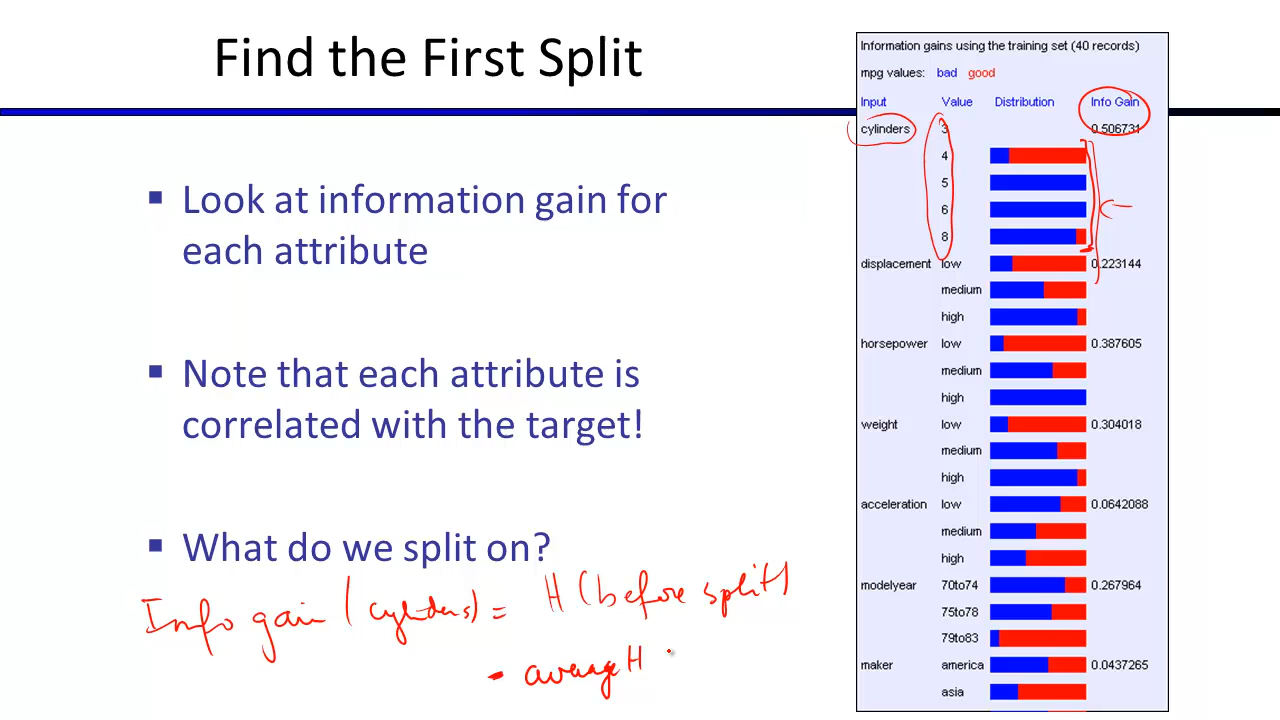 Find the First Split
▪ Look at information gain for
each attribute
▪ Note that each attribute is
correlated with the target!
▪ What do we split on?
Info gain (cylinders) = H (before split)
- average H
Information gains using the training set (40 records)
mpg values: bad good
Input Value Distribution Info Gain
cylinders 3 0.506731
4
5
6
8
displacement low 0.223144
medium
high
horsepower low 0.387605
medium
high
weight low 0.304018
medium
high
acceleration low 0.0642088
medium
high
modelyear 70to74 0.267964
75to78
79to83
maker america 0.0437265
asia